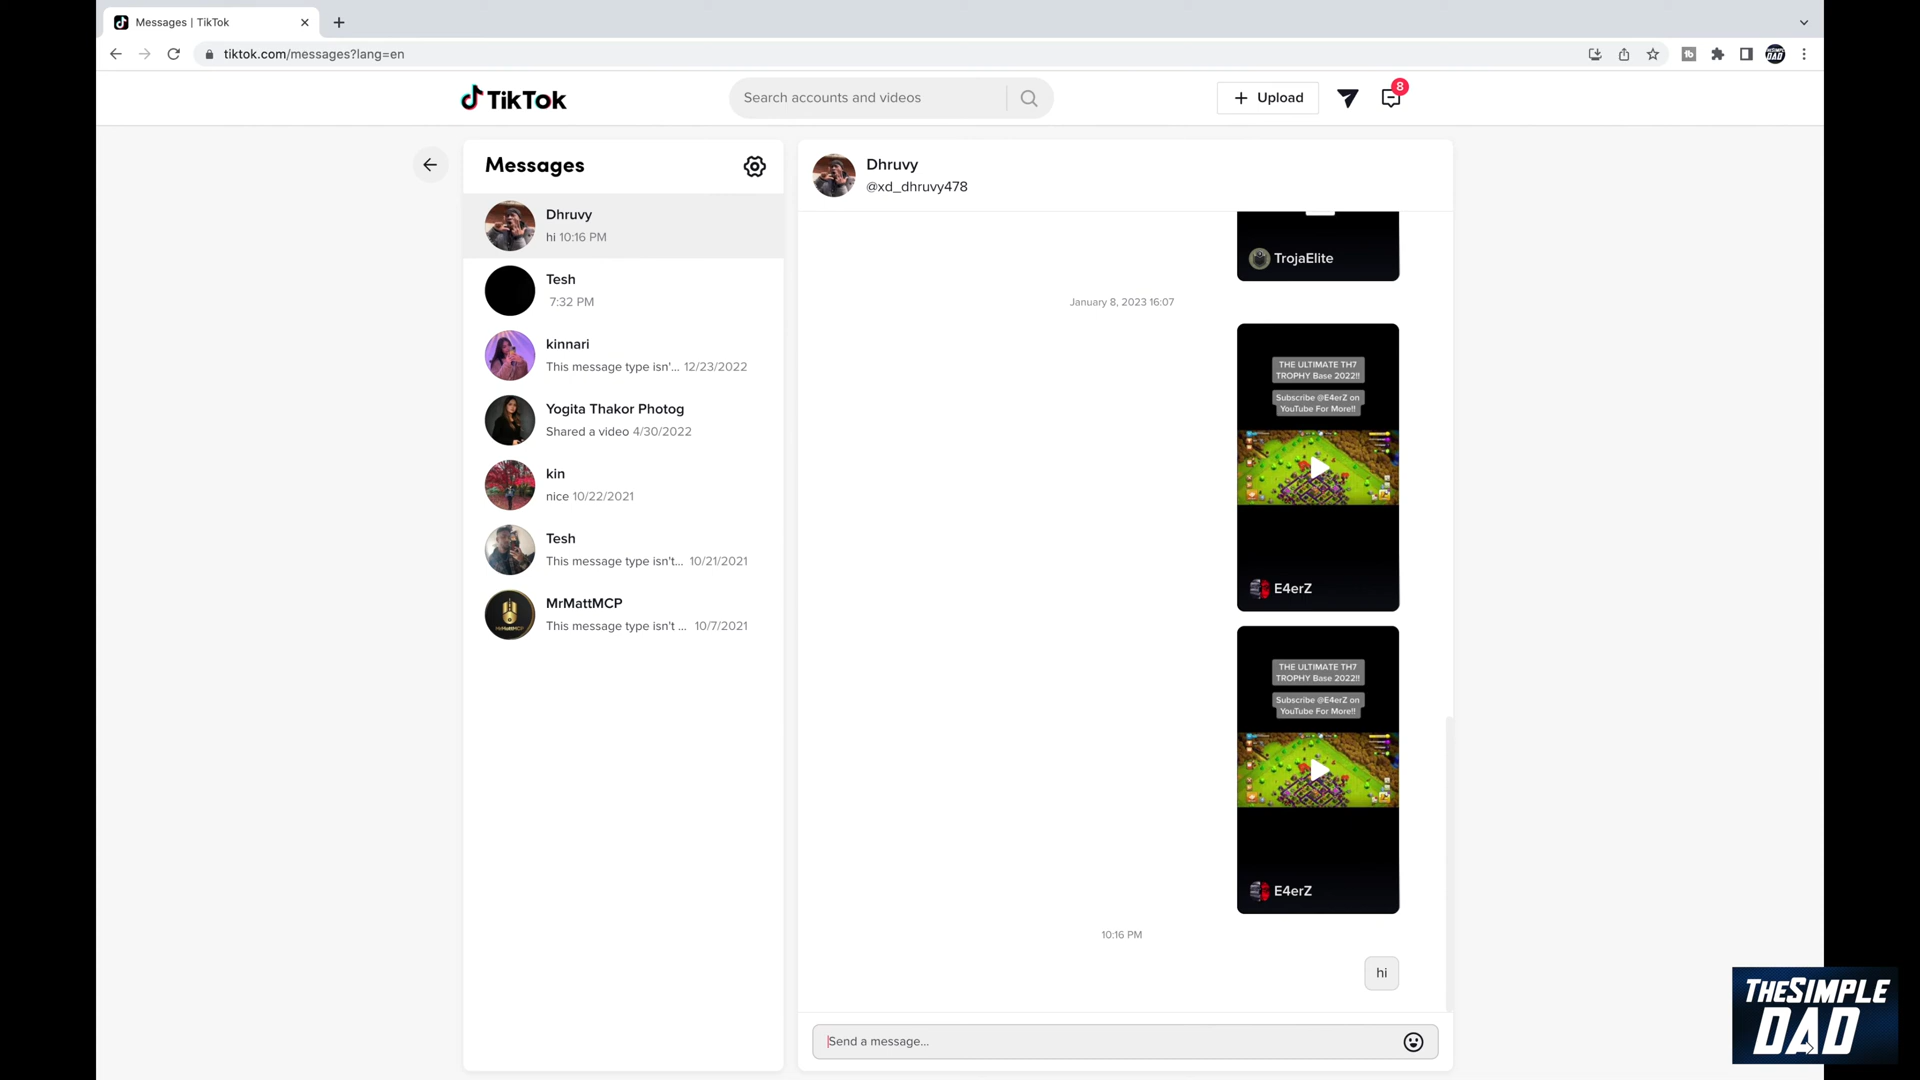 Messages | TikTok
tiktok.com/messages?lang=en
TikTok
Search accounts and videos
Upload
8
Messages
Dhruvy
hi 10:16 PM
Tesh
7:32 PM
kinnari
This message type isn'... 12/23/2022
Yogita Thakor Photog
Shared a video 4/30/2022
kin
nice 10/22/2021
Tesh
This message type isn't... 10/21/2021
MrMattMCP
This message type isn't ... 10/7/2021
Dhruvy
@xd_dhruvy478
TrojaElite
January 8, 2023 16:07
THE ULTIMATE TH7
TROPHY Base 2022!!
Subscribe @E4erZ on
YouTube For More!!
E4erZ
THE ULTIMATE TH7
TROPHY Base 2022!!
Subscribe @E4erZ on
YouTube For More!!
E4erZ
10:16 PM
hi
Send a message...
THESIMPLE
DAD